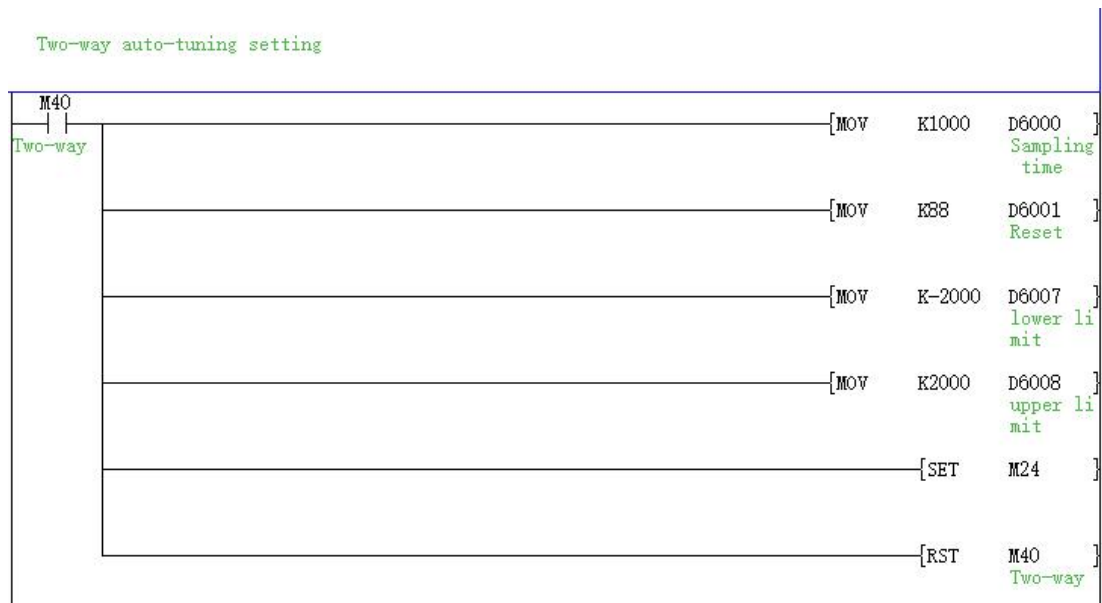 Two-way auto-tuning setting
M40
Two-way
[MOV K1000 D6000 ]
Sampling
time
[MOV K88 D6001 ]
Reset
[MOV K-2000 D6007 ]
lower li
mit
[MOV K2000 D6008 ]
upper li
mit
[SET M24 ]
[RST M40 ]
Two-way